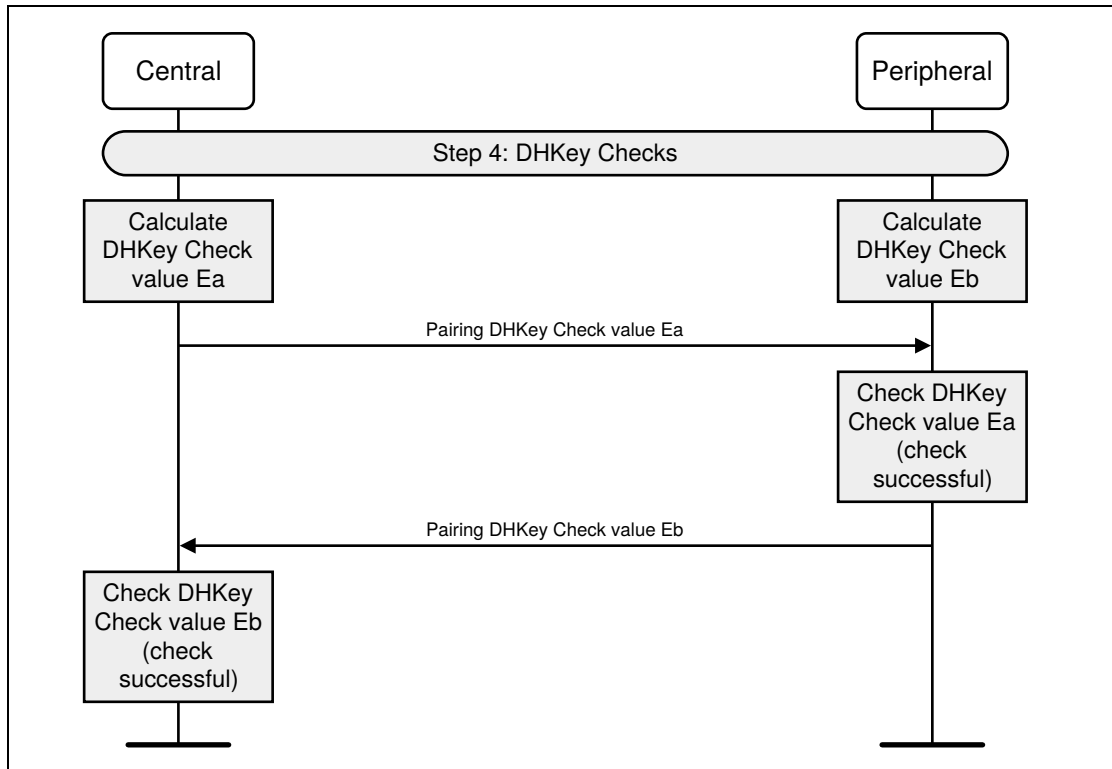 Central
Peripheral
Step 4: DHKey Checks
Calculate
DHKey Check
value Ea
Calculate
DHKey Check
value Eb
Pairing DHKey Check value Ea
Check DHKey
Check value Ea
(check
successful)
Pairing DHKey Check value Eb
Check DHKey
Check value Eb
(check
successful)